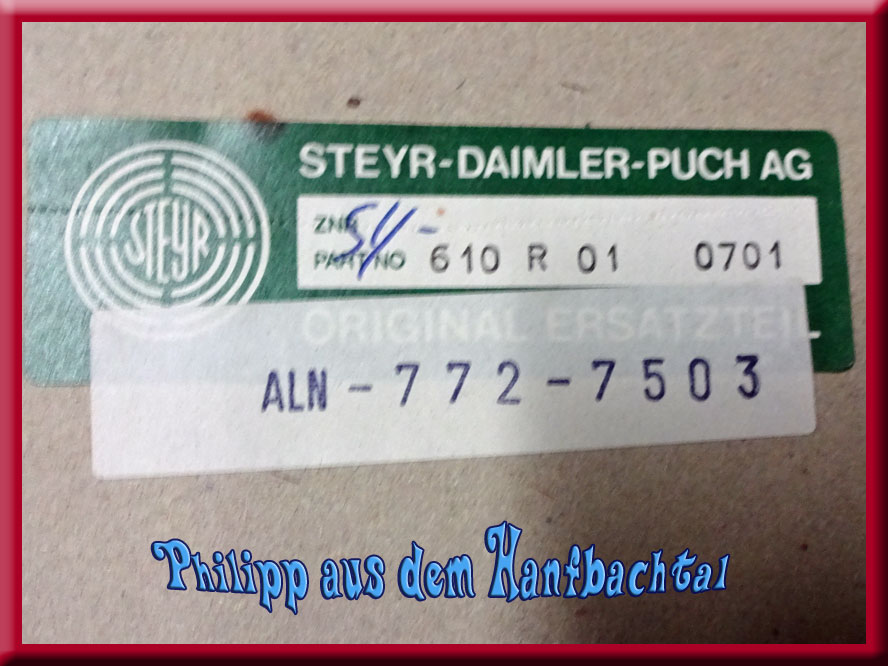 STEYR-DAIMLER-PUCH AG
STEYR
ZNR
54,-
PART NO 610 R 01 0701
ORIGINAL ERSATZTEIL
ALN - 772 - 7503
Philipp aus dem Hanfbachtal